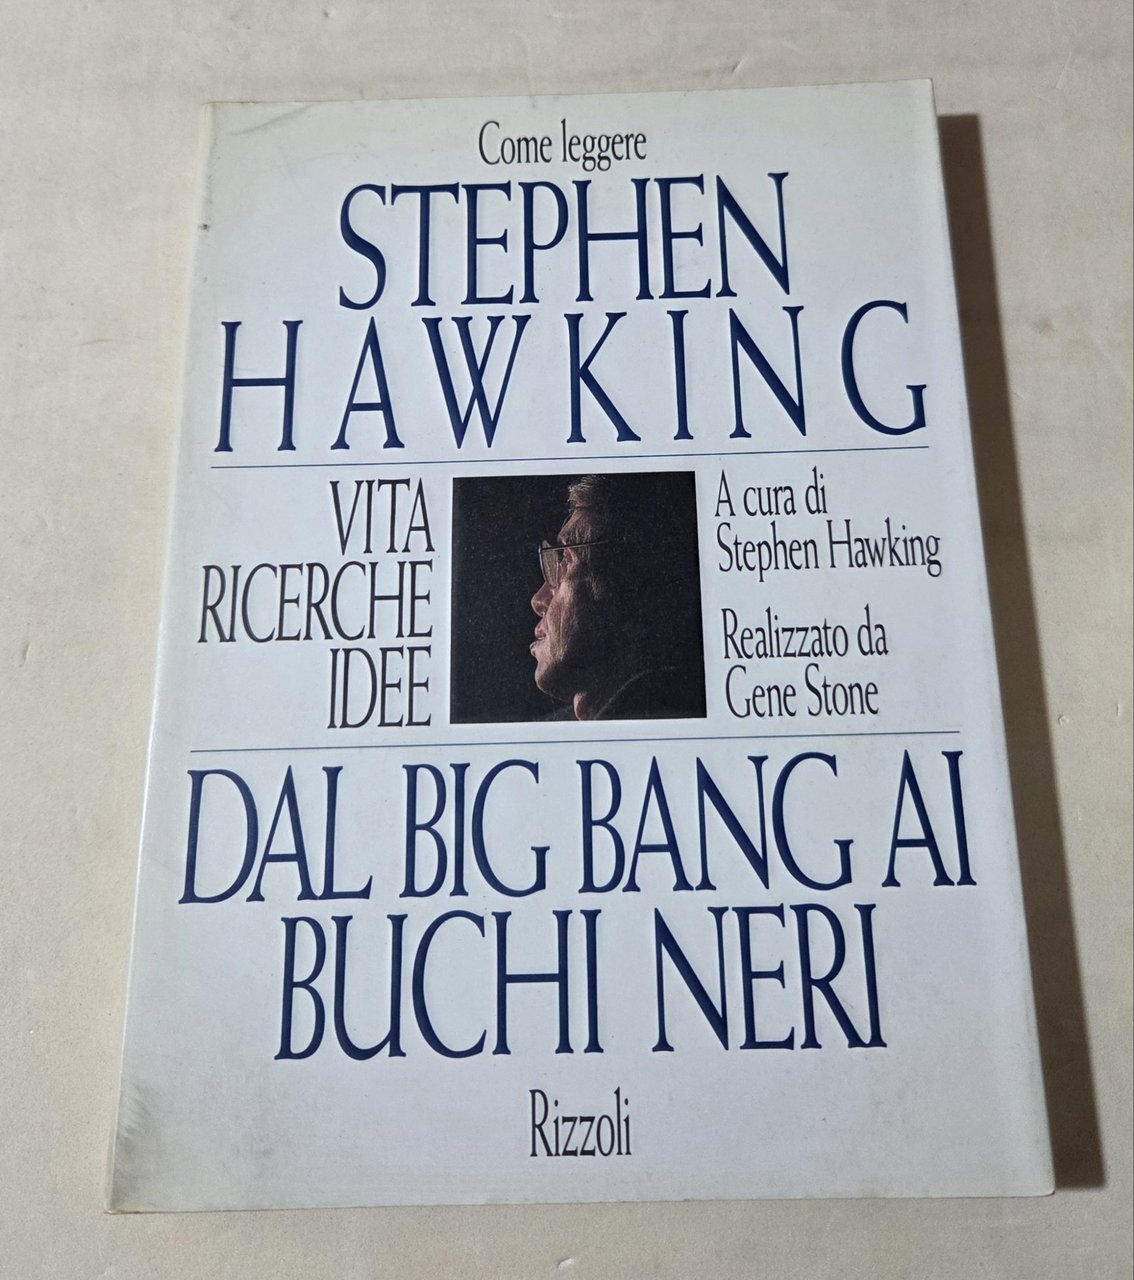 Come leggere
STEPHEN
HAWKING
VITA
RICERCHE
IDEE
A cura di
Stephen Hawking
Realizzato da
Gene Stone
DAL BIG BANG AI
BUCHI NERI
Rizzoli